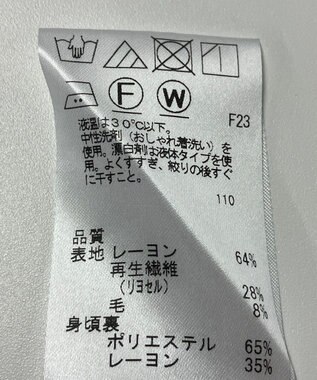 F W F23
液温は30℃以下。
中性洗剤(おしゃれ着洗い)を
使用。漂白剤は液体タイプを使
用。よくすすぎ、絞りの後すぐ
に干すこと。
110
品質
表地 レーヨン 64%
再生繊維
(リヨセル) 28%
毛 8%
身頃裏
ポリエステル 65%
レーヨン 35%